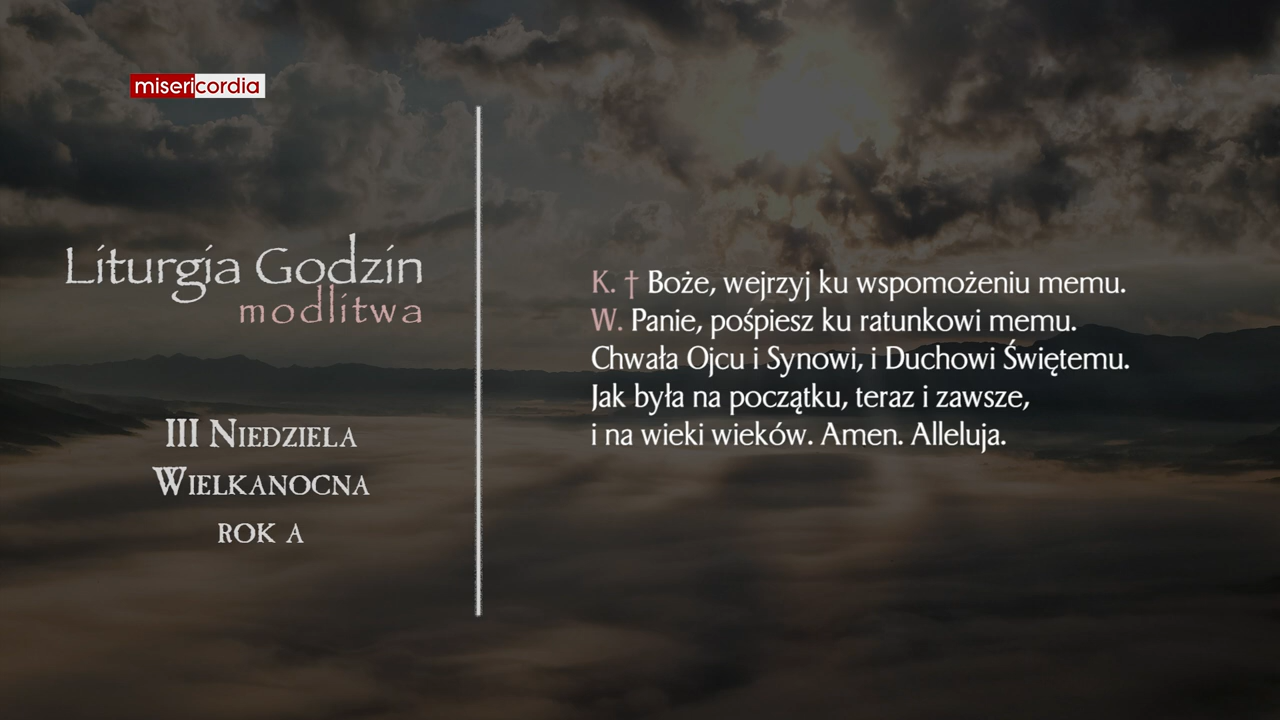 misericordia
Liturgia Godzin
modlitwa
III Niedziela
Wielkanocna
rok a
K. † Boże, wejrzyj ku wspomożeniu memu.
W. Panie, pośpiesz ku ratunkowi memu.
Chwała Ojcu i Synowi, i Duchowi Świętemu.
Jak była na początku, teraz i zawsze,
i na wieki wieków. Amen. Alleluja.